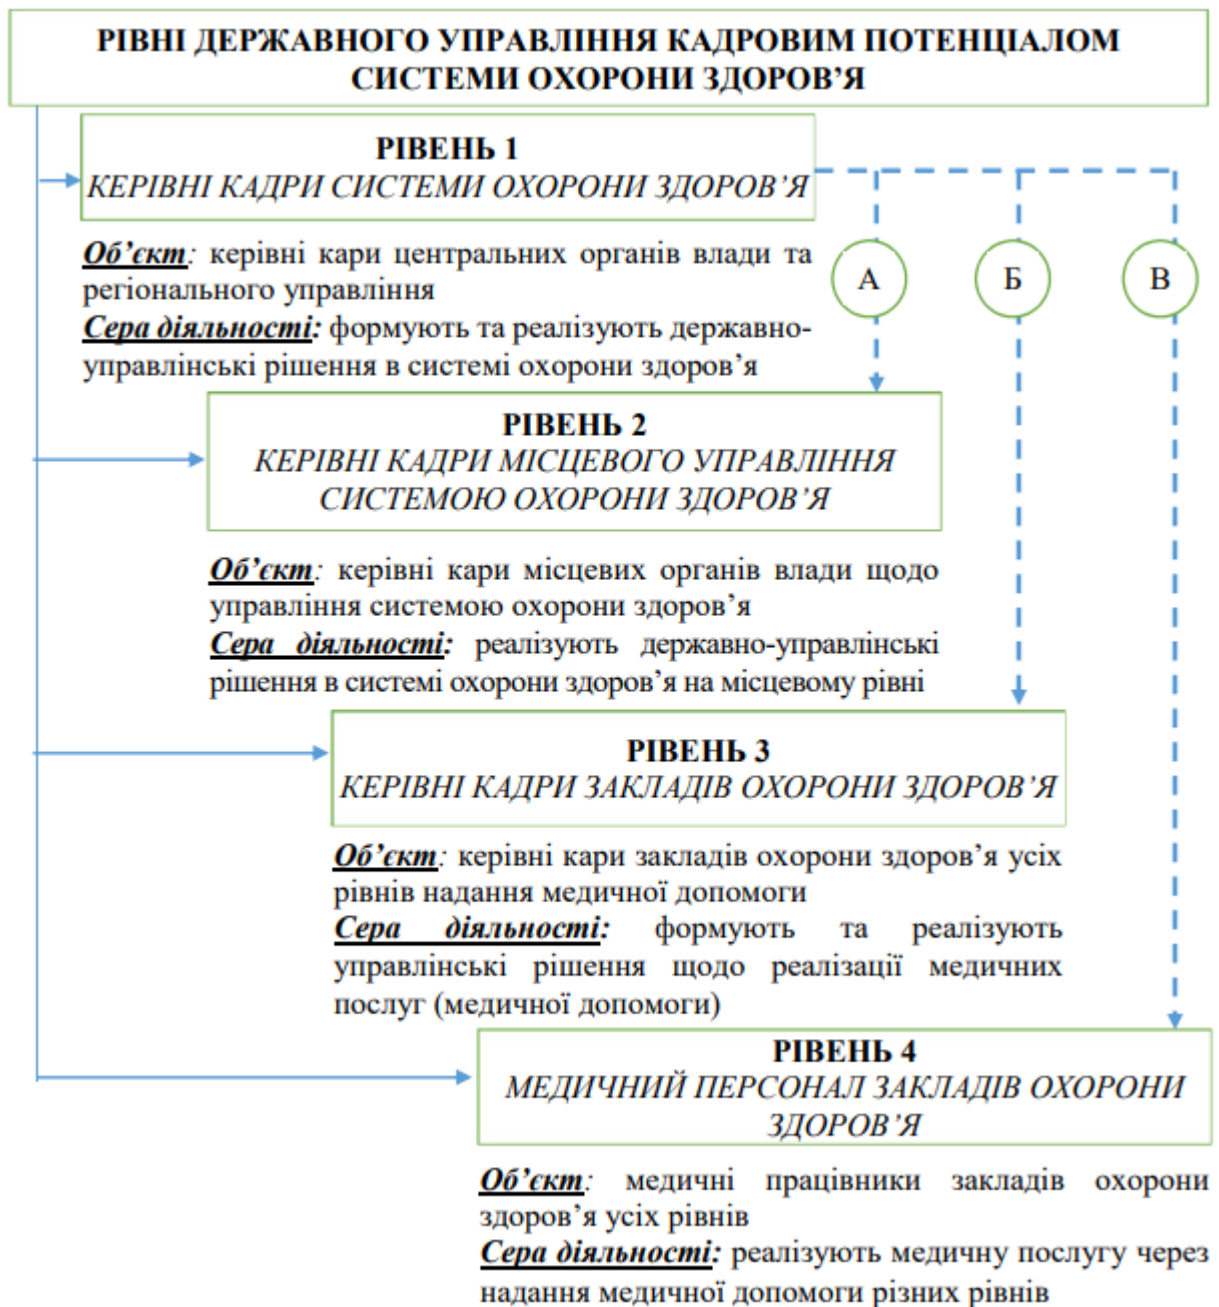 РІВНІ ДЕРЖАВНОГО УПРАВЛІННЯ КАДРОВИМ ПОТЕНЦІАЛОМ
СИСТЕМИ ОХОРОНИ ЗДОРОВ’Я
РІВЕНЬ 1
КЕРІВНІ КАДРИ СИСТЕМИ ОХОРОНИ ЗДОРОВ’Я
Об’єкт: керівні кари центральних органів влади та
регіонального управління
Сера діяльності: формують та реалізують державно-
управлінські рішення в системі охорони здоров’я
А
Б
В
РІВЕНЬ 2
КЕРІВНІ КАДРИ МІСЦЕВОГО УПРАВЛІННЯ
СИСТЕМОЮ ОХОРОНИ ЗДОРОВ’Я
Об’єкт: керівні кари місцевих органів влади щодо
управління системою охорони здоров’я
Сера діяльності: реалізують державно-управлінські
рішення в системі охорони здоров’я на місцевому рівні
РІВЕНЬ 3
КЕРІВНІ КАДРИ ЗАКЛАДІВ ОХОРОНИ ЗДОРОВ’Я
Об’єкт: керівні кари закладів охорони здоров’я усіх
рівнів надання медичної допомоги
Сера діяльності: формують та реалізують
управлінські рішення щодо реалізації медичних
послуг (медичної допомоги)
РІВЕНЬ 4
МЕДИЧНИЙ ПЕРСОНАЛ ЗАКЛАДІВ ОХОРОНИ
ЗДОРОВ’Я
Об’єкт: медичні працівники закладів охорони
здоров’я усіх рівнів
Сера діяльності: реалізують медичну послугу через
надання медичної допомоги різних рівнів